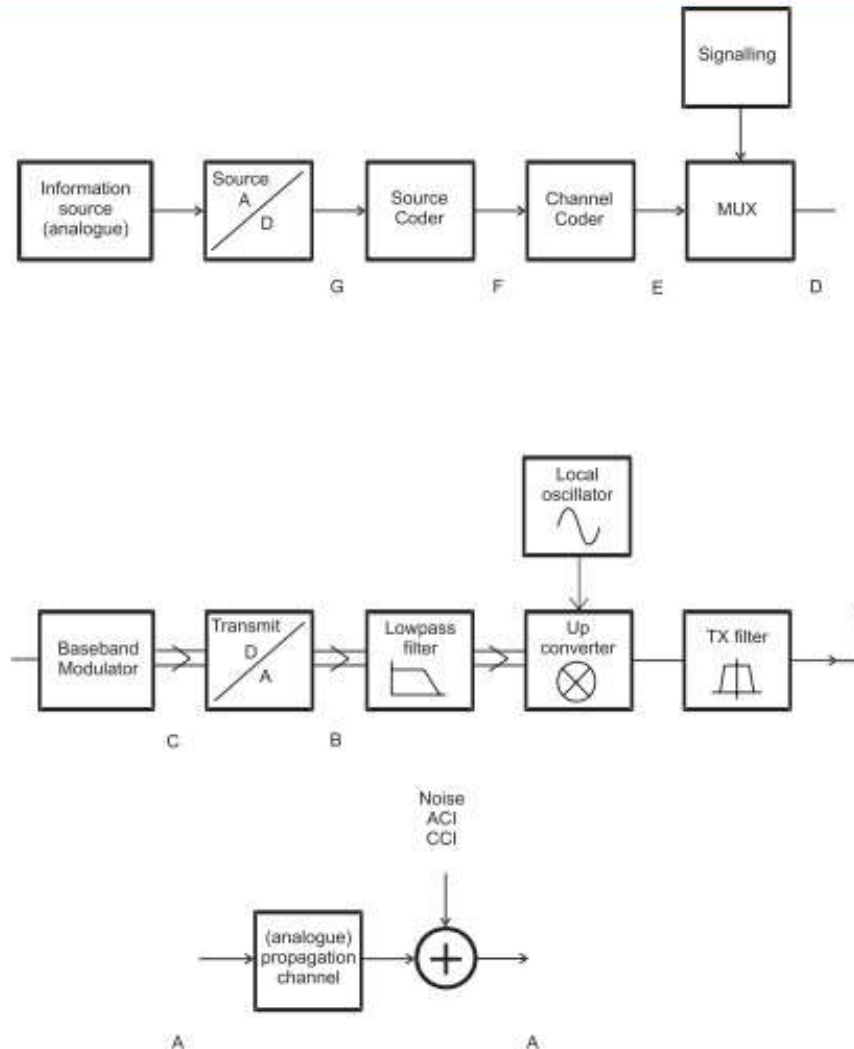 Signalling
Information
source
(analogue)
Source
A
D
Source
Coder
Channel
Coder
MUX
G
F
E
D
Local
oscillator
Baseband
Modulator
Transmit
D
A
Lowpass
filter
Up
converter
TX filter
C
B
Noise
ACI
CCI
(analogue)
propagation
channel
A
A